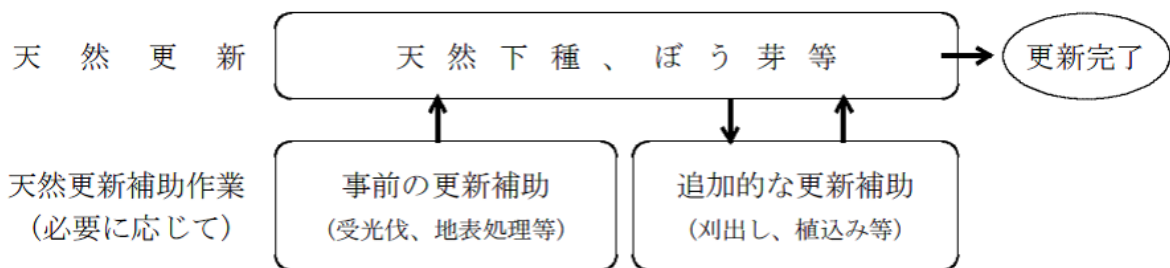 天然更新
天然下種、ぼう芽等
更新完了
天然更新補助作業
（必要に応じて）
事前の更新補助
（受光伐、地表処理等）
追加的な更新補助
（刈出し、植込み等）